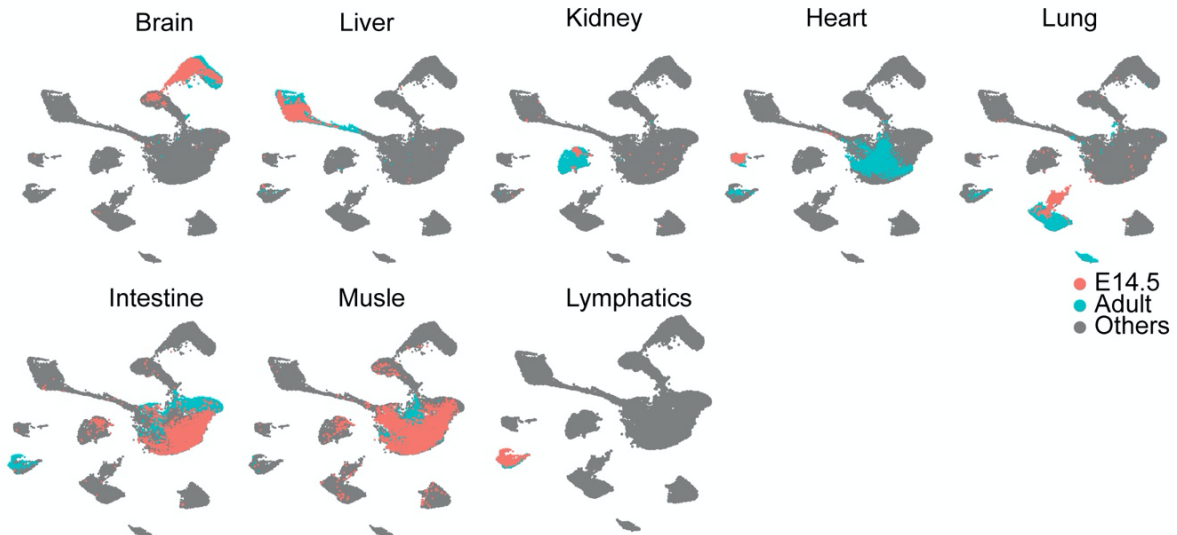 Brain
Liver
Kidney
Heart
Lung
E14.5
Adult
Others
Intestine
Musle
Lymphatics